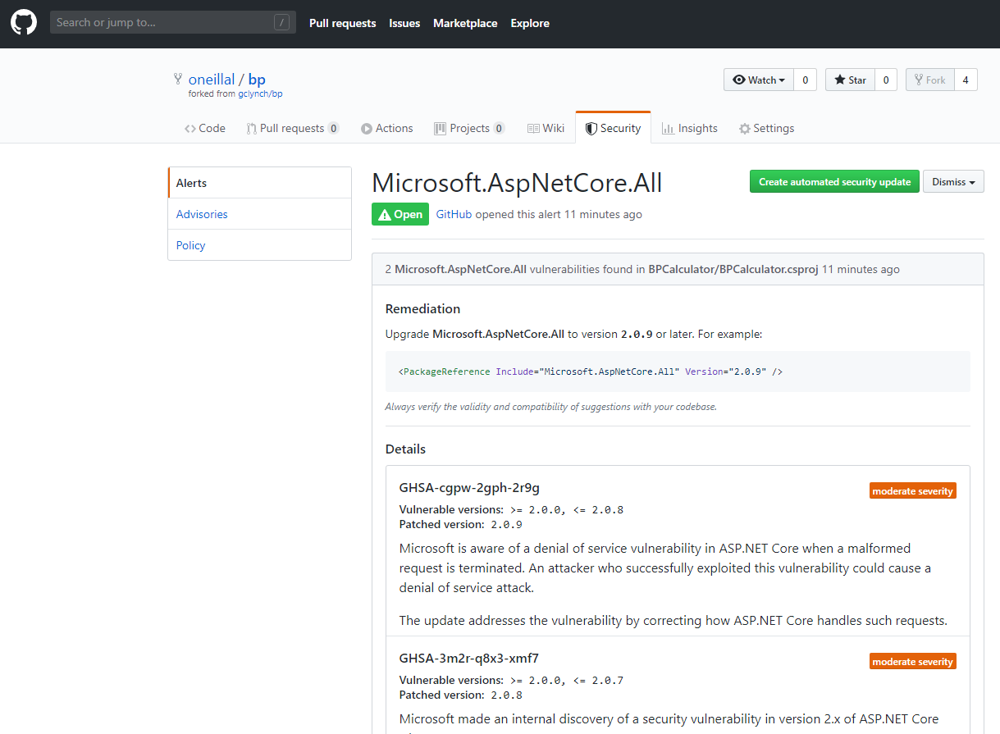 Search or jump to... /
Pull requests Issues Marketplace Explore
oneillal / bp
forked from gclynch/bp
Watch 0 Star 0 Fork 4
Code Pull requests 0 Actions Projects 0 Wiki Security Insights Settings
Alerts
Advisories
Policy
Microsoft.AspNetCore.All
Create automated security update Dismiss
Open GitHub opened this alert 11 minutes ago
2 Microsoft.AspNetCore.All vulnerabilities found in BPCalculator/BPCalculator.csproj 11 minutes ago
Remediation
Upgrade Microsoft.AspNetCore.All to version 2.0.9 or later. For example:
<PackageReference Include="Microsoft.AspNetCore.All" Version="2.0.9" />
Always verify the validity and compatibility of suggestions with your codebase.
Details
GHSA-cgpw-2gph-2r9g moderate severity
Vulnerable versions: >= 2.0.0, <= 2.0.8
Patched version: 2.0.9
Microsoft is aware of a denial of service vulnerability in ASP.NET Core when a malformed
request is terminated. An attacker who successfully exploited this vulnerability could cause a
denial of service attack.
The update addresses the vulnerability by correcting how ASP.NET Core handles such requests.
GHSA-3m2r-q8x3-xmf7 moderate severity
Vulnerable versions: >= 2.0.0, <= 2.0.7
Patched version: 2.0.8
Microsoft made an internal discovery of a security vulnerability in version 2.x of ASP.NET Core